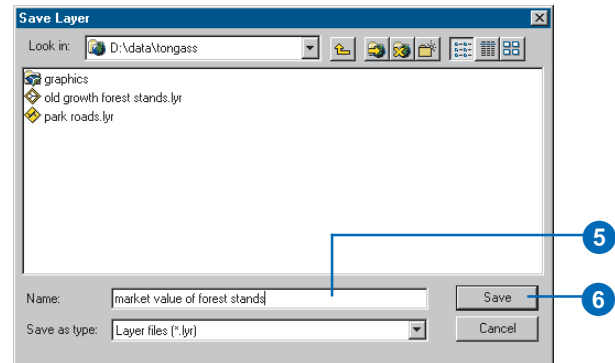 Save Layer
Look in: D:\data\tongass
graphics
old growth forest stands.lyr
park roads.lyr
5
Name: market value of forest stands Save 6
Save as type: Layer files (*.lyr) Cancel